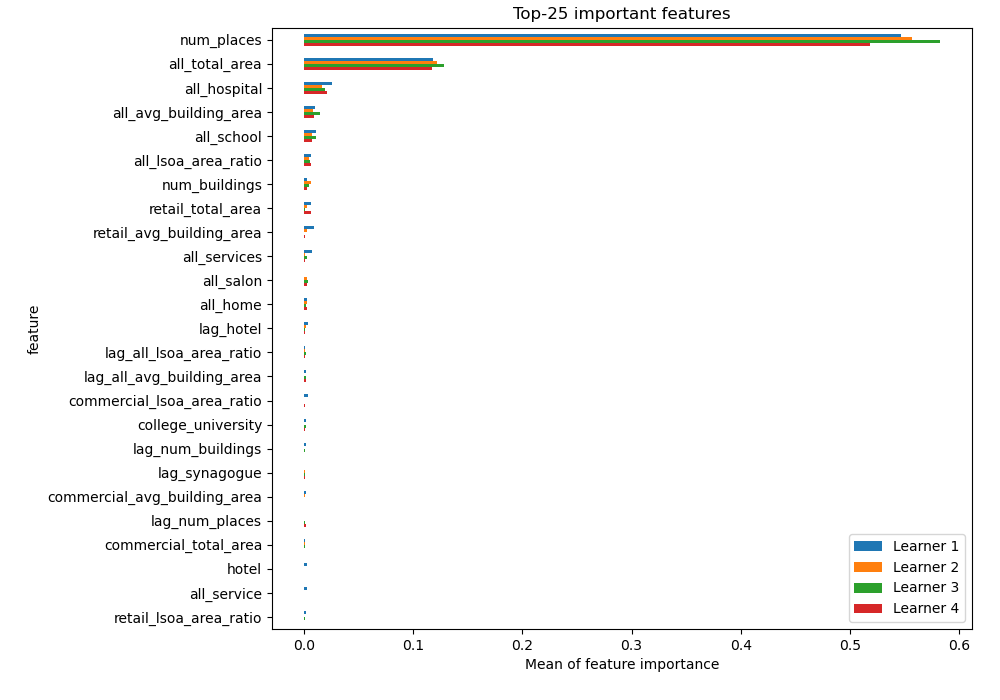 Top-25 important features
num_places
all_total_area
all_hospital
all_avg_building_area
all_school
all_lsoa_area_ratio
num_buildings
retail_total_area
retail_avg_building_area
all_services
all_salon
all_home
lag_hotel
lag_all_lsoa_area_ratio
lag_all_avg_building_area
commercial_lsoa_area_ratio
college_university
lag_num_buildings
lag_synagogue
commercial_avg_building_area
lag_num_places
commercial_total_area
hotel
all_service
retail_lsoa_area_ratio
feature
Learner 1
Learner 2
Learner 3
Learner 4
0.0 0.1 0.2 0.3 0.4 0.5 0.6
Mean of feature importance